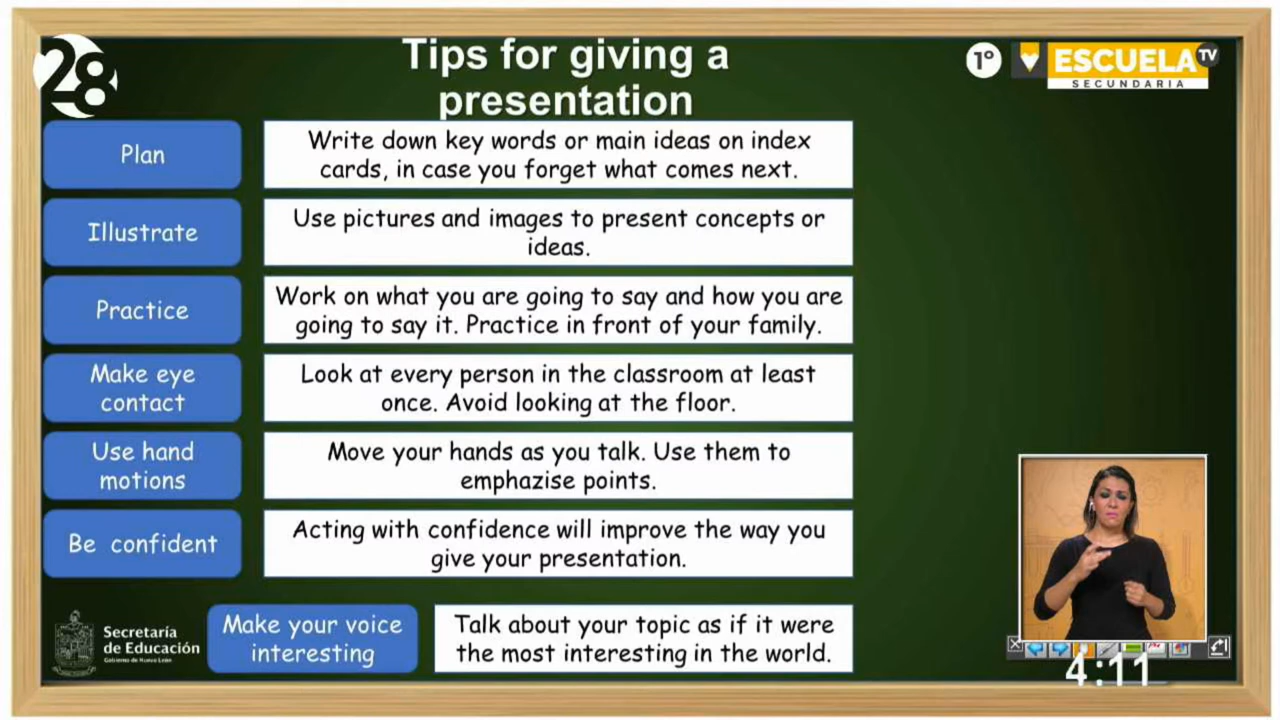 28
Tips for giving a
presentation
1º
ESCUELA TV
SECUNDARIA
Plan
Write down key words or main ideas on index
cards, in case you forget what comes next.
Illustrate
Use pictures and images to present concepts or
ideas.
Practice
Work on what you are going to say and how you are
going to say it. Practice in front of your family.
Make eye
contact
Look at every person in the classroom at least
once. Avoid looking at the floor.
Use hand
motions
Move your hands as you talk. Use them to
emphazise points.
Be confident
Acting with confidence will improve the way you
give your presentation.
Secretaría
de Educación
Gobierno de Nuevo León
Make your voice
interesting
Talk about your topic as if it were
the most interesting in the world.
4:11